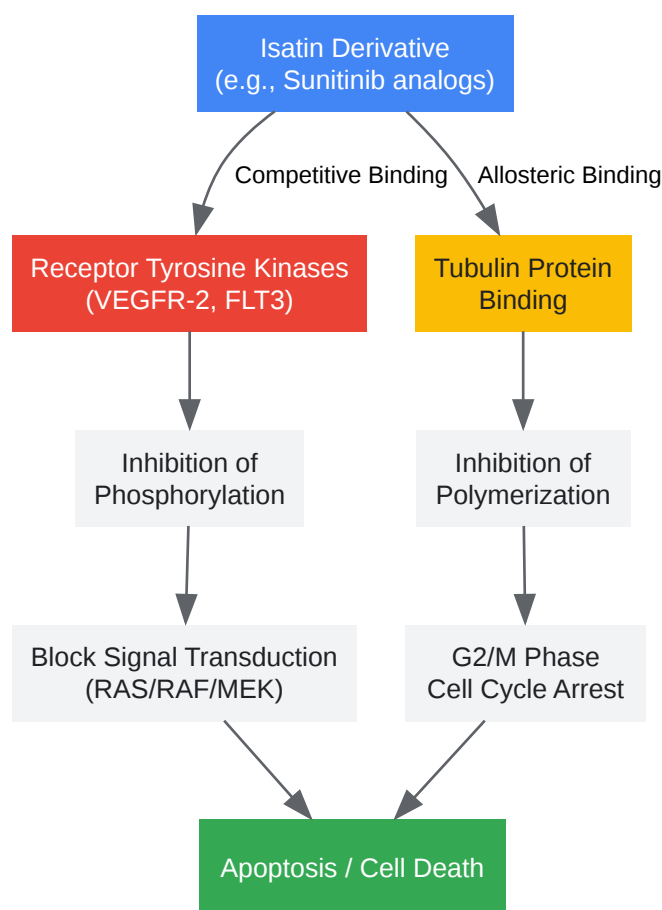 Isatin Derivative
(e.g., Sunitinib analogs)
Competitive Binding
Allosteric Binding
Receptor Tyrosine Kinases
(VEGFR-2, FLT3)
Tubulin Protein
Binding
Inhibition of
Phosphorylation
Inhibition of
Polymerization
Block Signal Transduction
(RAS/RAF/MEK)
G2/M Phase
Cell Cycle Arrest
Apoptosis / Cell Death